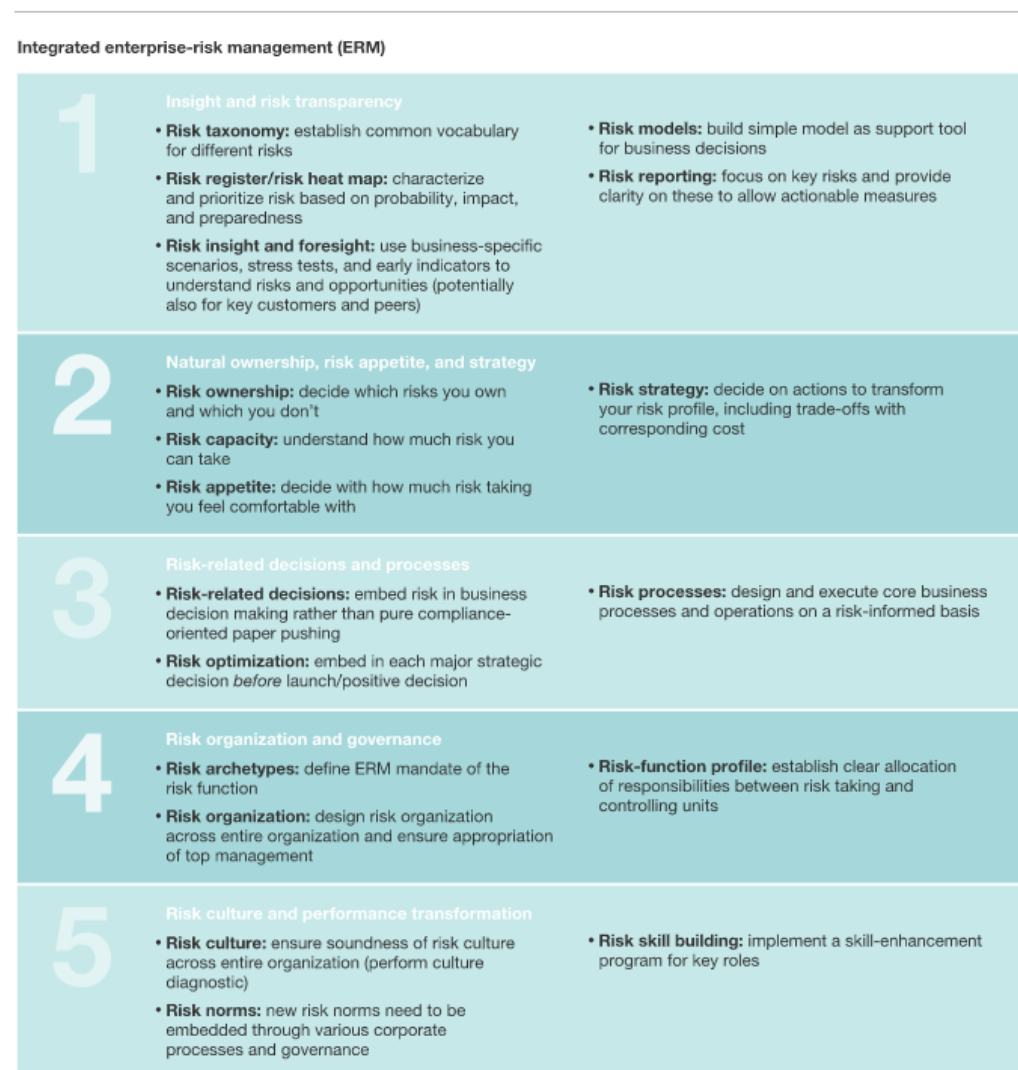 Integrated enterprise-risk management (ERM)
1
Insight and risk transparency
• Risk taxonomy: establish common vocabulary
for different risks
• Risk register/risk heat map: characterize
and prioritize risk based on probability, impact,
and preparedness
• Risk insight and foresight: use business-specific
scenarios, stress tests, and early indicators to
understand risks and opportunities (potentially
also for key customers and peers)
• Risk models: build simple model as support tool
for business decisions
• Risk reporting: focus on key risks and provide
clarity on these to allow actionable measures
2
Natural ownership, risk appetite, and strategy
• Risk ownership: decide which risks you own
and which you don't
• Risk capacity: understand how much risk you
can take
• Risk appetite: decide with how much risk taking
you feel comfortable with
• Risk strategy: decide on actions to transform
your risk profile, including trade-offs with
corresponding cost
3
Risk-related decisions and processes
• Risk-related decisions: embed risk in business
decision making rather than pure compliance-
oriented paper pushing
• Risk optimization: embed in each major strategic
decision before launch/positive decision
• Risk processes: design and execute core business
processes and operations on a risk-informed basis
4
Risk organization and governance
• Risk archetypes: define ERM mandate of the
risk function
• Risk organization: design risk organization
across entire organization and ensure appropriation
of top management
• Risk-function profile: establish clear allocation
of responsibilities between risk taking and
controlling units
5
Risk culture and performance transformation
• Risk culture: ensure soundness of risk culture
across entire organization (perform culture
diagnostic)
• Risk norms: new risk norms need to be
embedded through various corporate
processes and governance
• Risk skill building: implement a skill-enhancement
program for key roles